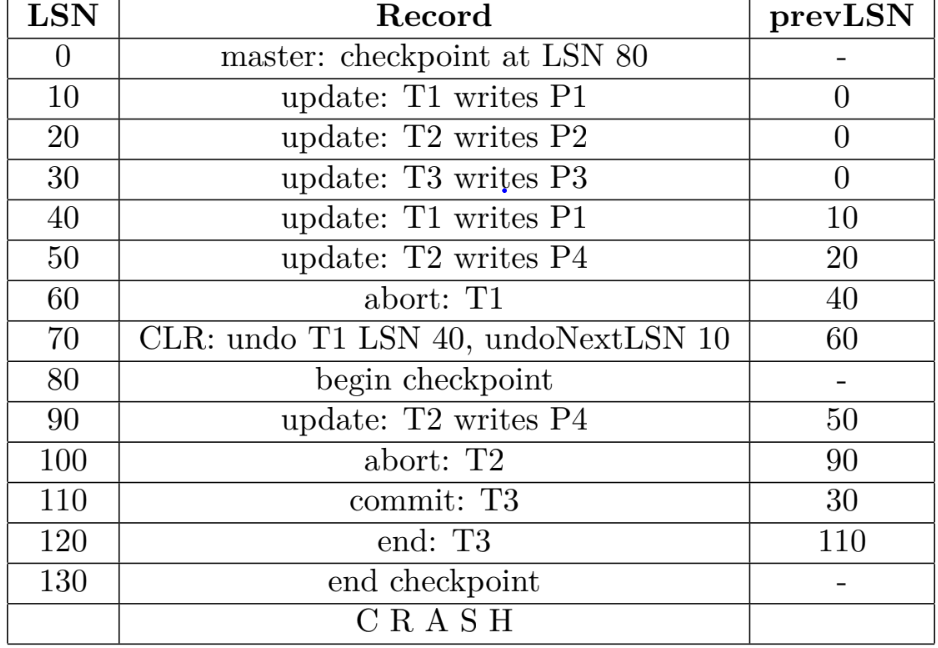 LSN Record prevLSN
0 master: checkpoint at LSN 80 -
10 update: T1 writes P1 0
20 update: T2 writes P2 0
30 update: T3 writes P3 0
40 update: T1 writes P1 10
50 update: T2 writes P4 20
60 abort: T1 40
70 CLR: undo T1 LSN 40, undoNextLSN 10 60
80 begin checkpoint -
90 update: T2 writes P4 50
100 abort: T2 90
110 commit: T3 30
120 end: T3 110
130 end checkpoint -
C R A S H